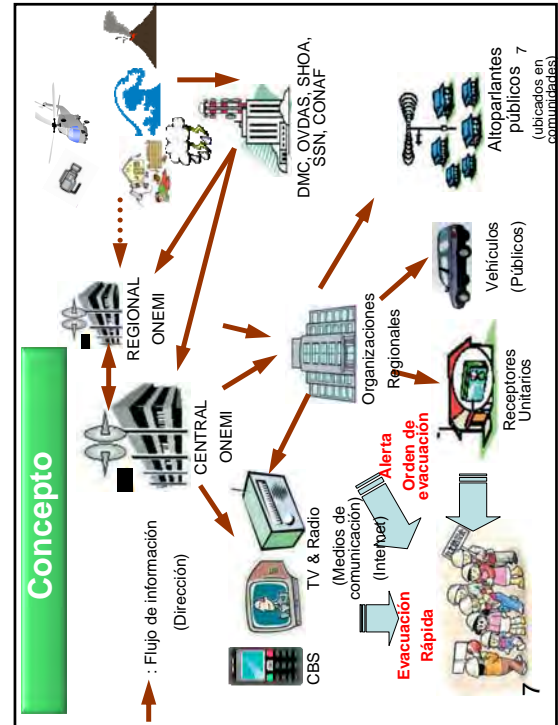 Concepto
: Flujo de información
(Dirección)
CENTRAL
ONEMI
REGIONAL
ONEMI
DMC, OVDAS, SHOA,
SSN, CONAF
CBS
TV & Radio
(Medios de
comunicación)
(Internet)
Organizaciones
Regionales
Evacuación
Rápida
Alerta
Orden de
evacuación
Receptores
Unitarios
Vehículos
(Públicos)
Altoparlantes
públicos 7
(ubicados en
comunidades)
7